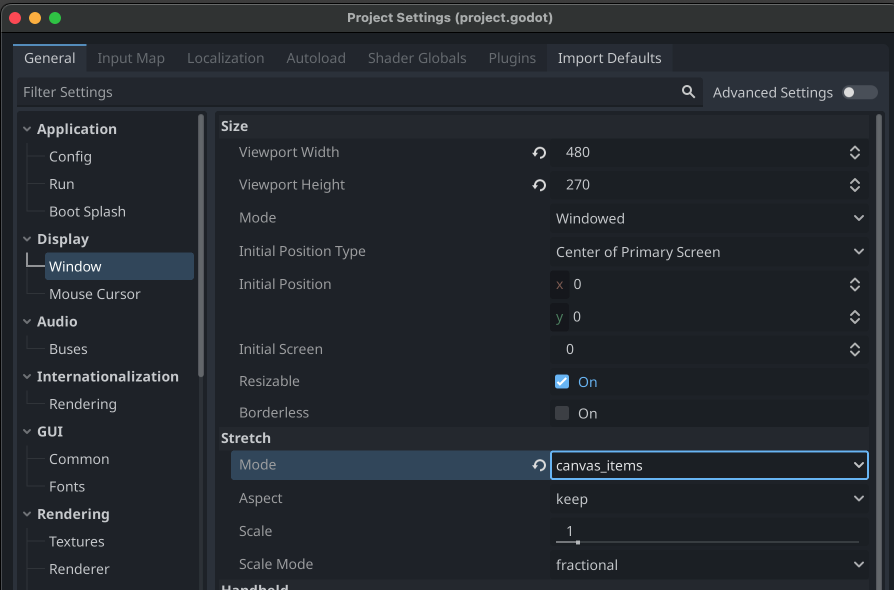 Project Settings (project.godot)
General Input Map Localization Autoload Shader Globals Plugins Import Defaults
Filter Settings Advanced Settings
Application
Config
Run
Boot Splash
Display
Window
Mouse Cursor
Audio
Buses
Internationalization
Rendering
GUI
Common
Fonts
Rendering
Textures
Renderer
Size
Viewport Width 480
Viewport Height 270
Mode Windowed
Initial Position Type Center of Primary Screen
Initial Position x 0
y 0
Initial Screen 0
Resizable On
Borderless On
Stretch
Mode canvas_items
Aspect keep
Scale 1
Scale Mode fractional
Handheld